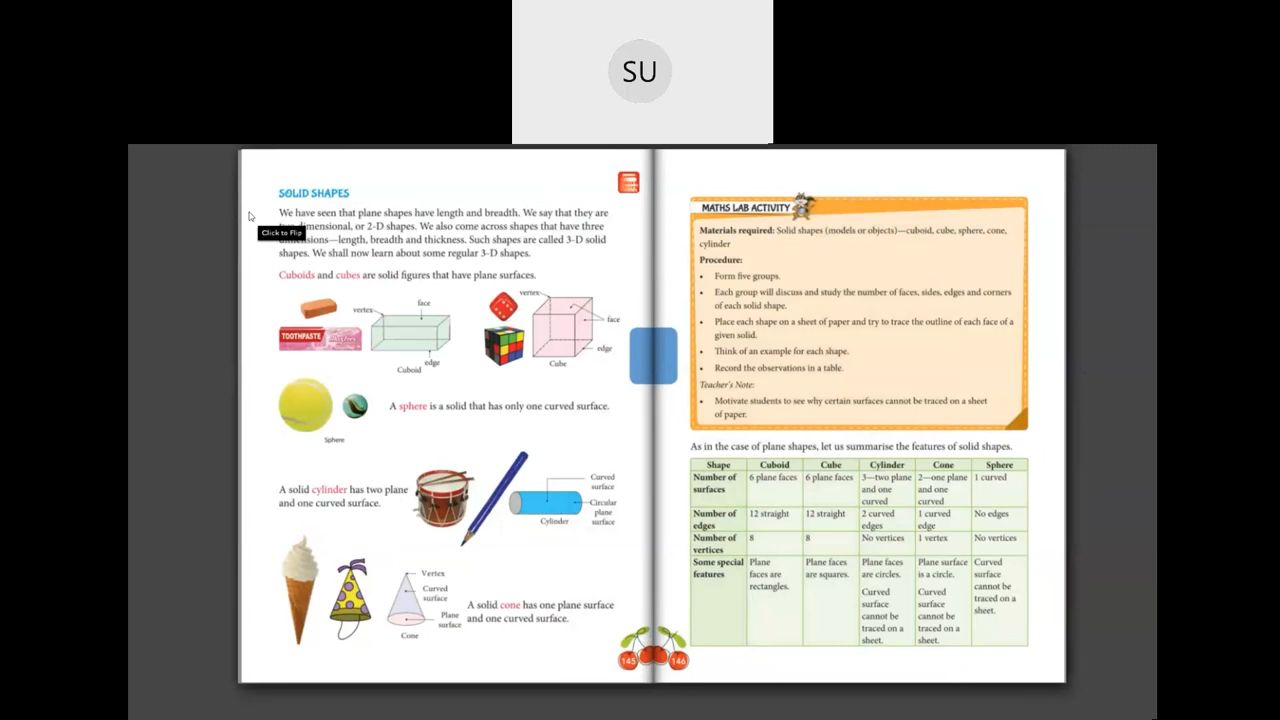 SU
SOLID SHAPES
We have seen that plane shapes have length and breadth. We say that they are
dimensional, or 2-D shapes. We also come across shapes that have three
Click to Flip
dimensions—length, breadth and thickness. Such shapes are called 3-D solid
shapes. We shall now learn about some regular 3-D shapes.
Cuboids and cubes are solid figures that have plane surfaces.
vertex
face
edge
Cuboid
TOOTHPASTE
vertex
face
edge
Cube
A sphere is a solid that has only one curved surface.
Sphere
A solid cylinder has two plane
and one curved surface.
Curved
surface
Circular
plane
surface
Cylinder
Vertex
Curved
surface
Plane
surface
Cone
A solid cone has one plane surface
and one curved surface.
145
MATHS LAB ACTIVITY
Materials required: Solid shapes (models or objects)—cuboid, cube, sphere, cone,
cylinder
Procedure:
• Form five groups.
• Each group will discuss and study the number of faces, sides, edges and corners
of each solid shape.
• Place each shape on a sheet of paper and try to trace the outline of each face of a
given solid.
• Think of an example for each shape.
• Record the observations in a table.
Teacher's Note:
• Motivate students to see why certain surfaces cannot be traced on a sheet
of paper.
As in the case of plane shapes, let us summarise the features of solid shapes.
Shape Cuboid Cube Cylinder Cone Sphere
Number of 6 plane faces 6 plane faces 3—two plane 2—one plane 1 curved
surfaces and one and one
curved curved
Number of 12 straight 12 straight 2 curved 1 curved No edges
edges edges edge
Number of 8 8 No vertices 1 vertex No vertices
vertices
Some special Plane Plane faces Plane faces Plane surface Curved
features faces are are squares. are circles. is a circle. surface
rectangles. cannot be
Curved Curved traced on a
surface surface sheet.
cannot be cannot be
traced on a traced on a
sheet. sheet.
146